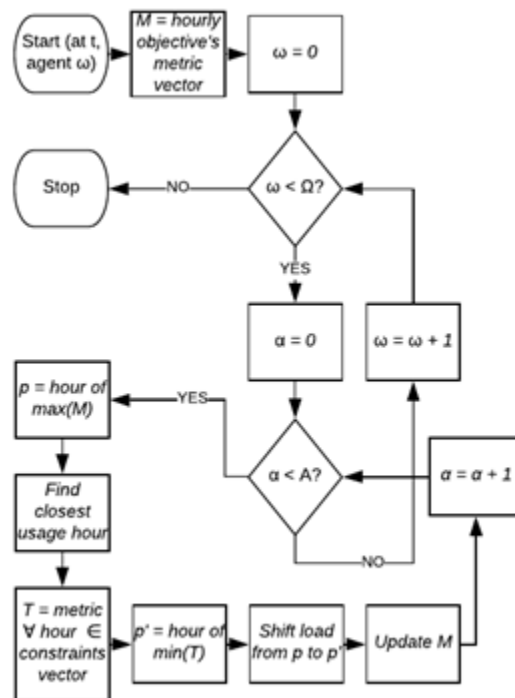 Start (at t,
agent ω)
M = hourly
objective's
metric
vector
ω = 0
ω < Ω?
NO
Stop
YES
α = 0
ω = ω + 1
p = hour of
max(M)
YES
α < A?
α = α + 1
Find
closest
usage hour
NO
T = metric
∀ hour ∈
constraints
vector
p' = hour of
min(T)
Shift load
from p to p'
Update M